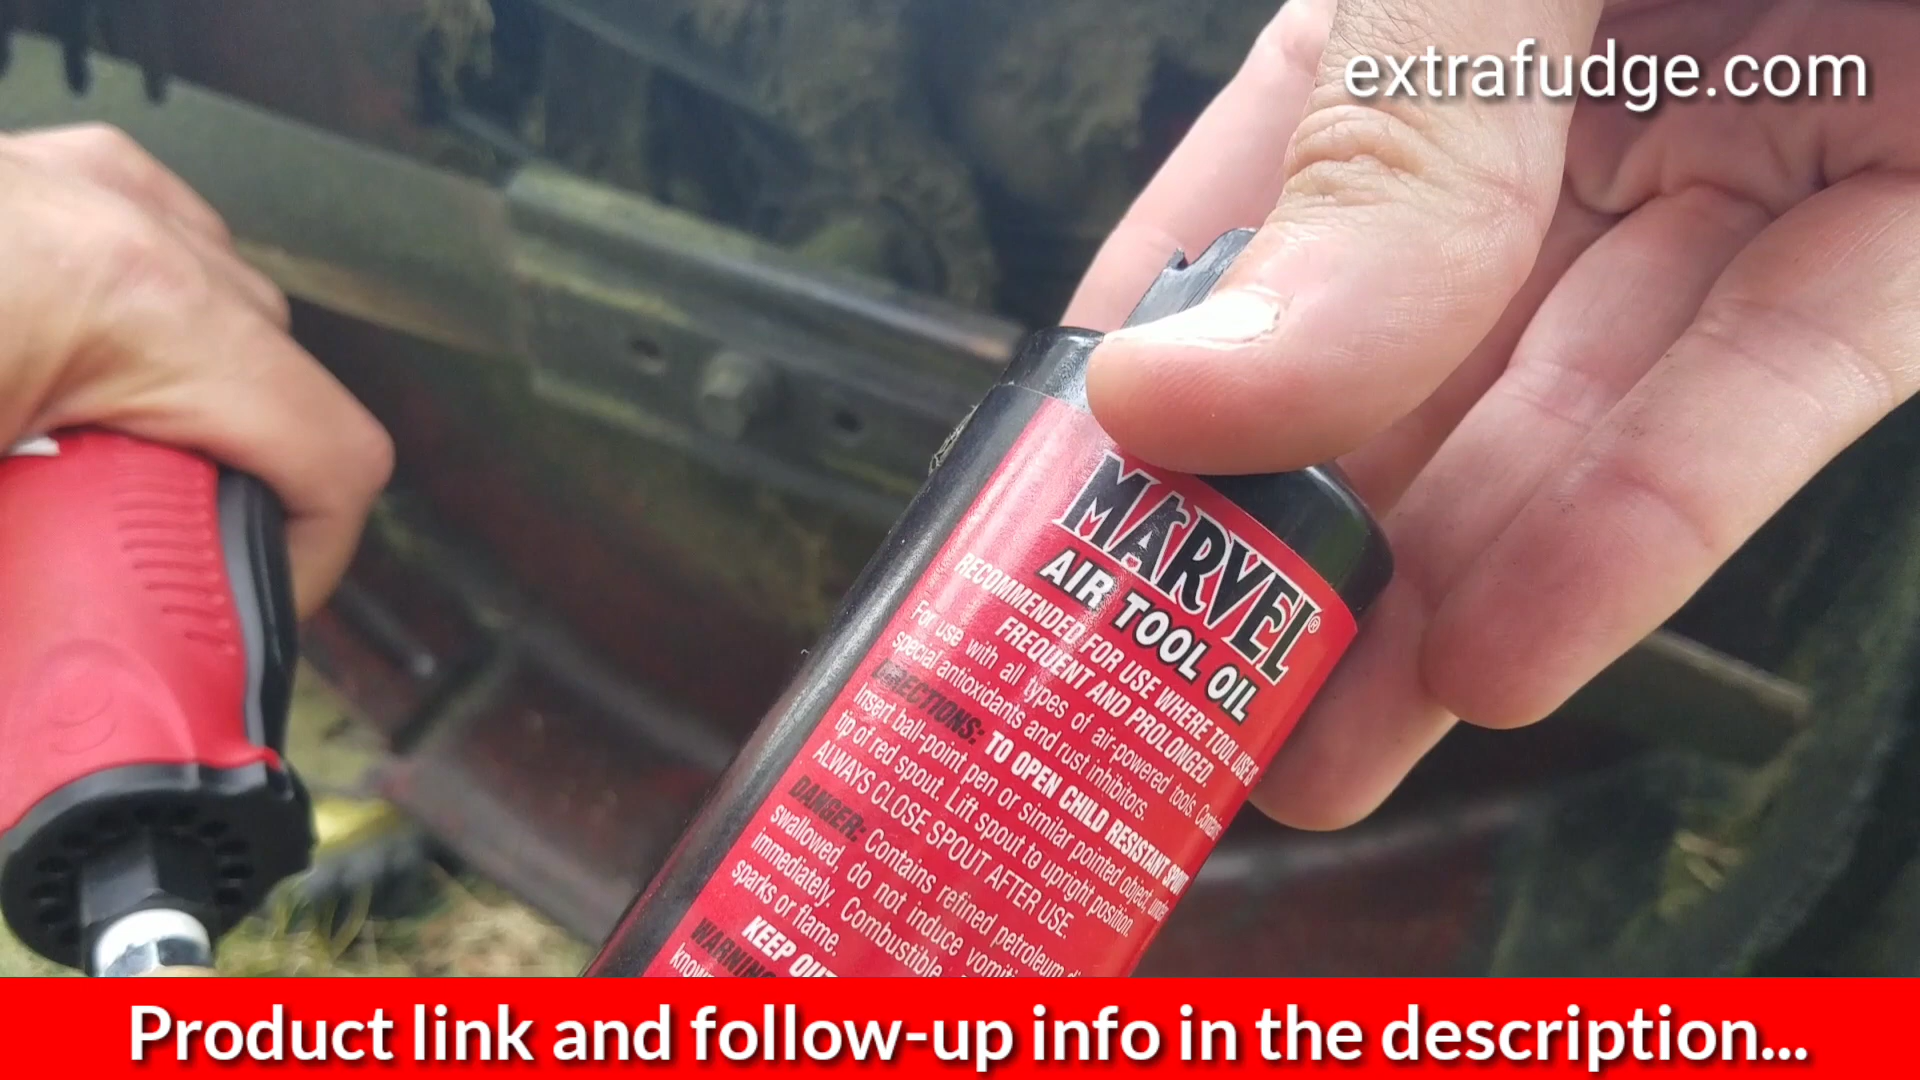 extrafudge.com
MARVEL®
AIR TOOL OIL
RECOMMENDED FOR USE WHERE TOOL USE IS
FREQUENT AND PROLONGED.
For use with all types of air-powered tools. Contains
special antioxidants and rust inhibitors.
DIRECTIONS: TO OPEN CHILD RESISTANT SPOUT
Insert ball-point pen or similar pointed object, under
tip of red spout. Lift spout to upright position.
ALWAYS CLOSE SPOUT AFTER USE.
DANGER: Contains refined petroleum
swallowed, do not induce
immediately. Combustible
sparks or flame.
KEEP OUT
WARNING
Product link and follow-up info in the description...